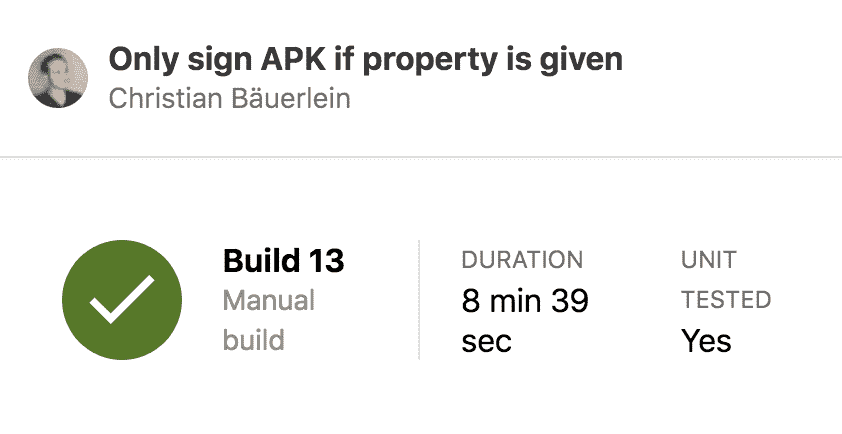 Only sign APK if property is given
Christian Bäuerlein
Build 13
Manual
build
DURATION
8 min 39
sec
UNIT
TESTED
Yes